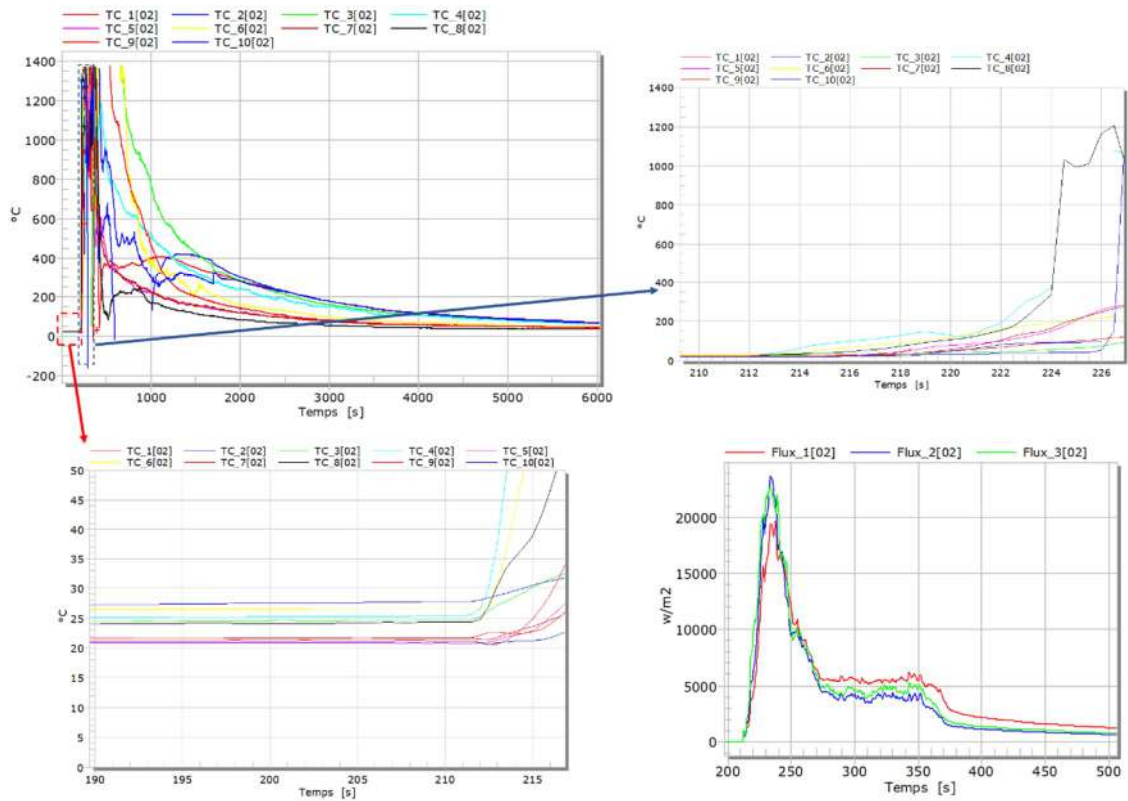 TC_1[02] TC_2[02] TC_3[02] TC_4[02]
TC_5[02] TC_6[02] TC_7[02] TC_8[02]
TC_9[02] TC_10[02]
1400
1200
1000
800
600
400
200
0
-200
°C
1000 2000 3000 4000 5000 6000
Temps [s]
TC_1[02] TC_2[02] TC_3[02] TC_4[02]
TC_5[02] TC_6[02] TC_7[02] TC_8[02]
TC_9[02] TC_10[02]
1400
1200
1000
800
600
400
200
0
°C
210 212 214 216 218 220 222 224 226
Temps [s]
TC_1[02] TC_2[02] TC_3[02] TC_4[02] TC_5[02]
TC_6[02] TC_7[02] TC_8[02] TC_9[02] TC_10[02]
50
45
40
35
30
25
20
15
10
5
0
°C
190 195 200 205 210 215
Temps [s]
Flux_1[02] Flux_2[02] Flux_3[02]
20000
15000
10000
5000
0
w/m2
200 250 300 350 400 450 500
Temps [s]